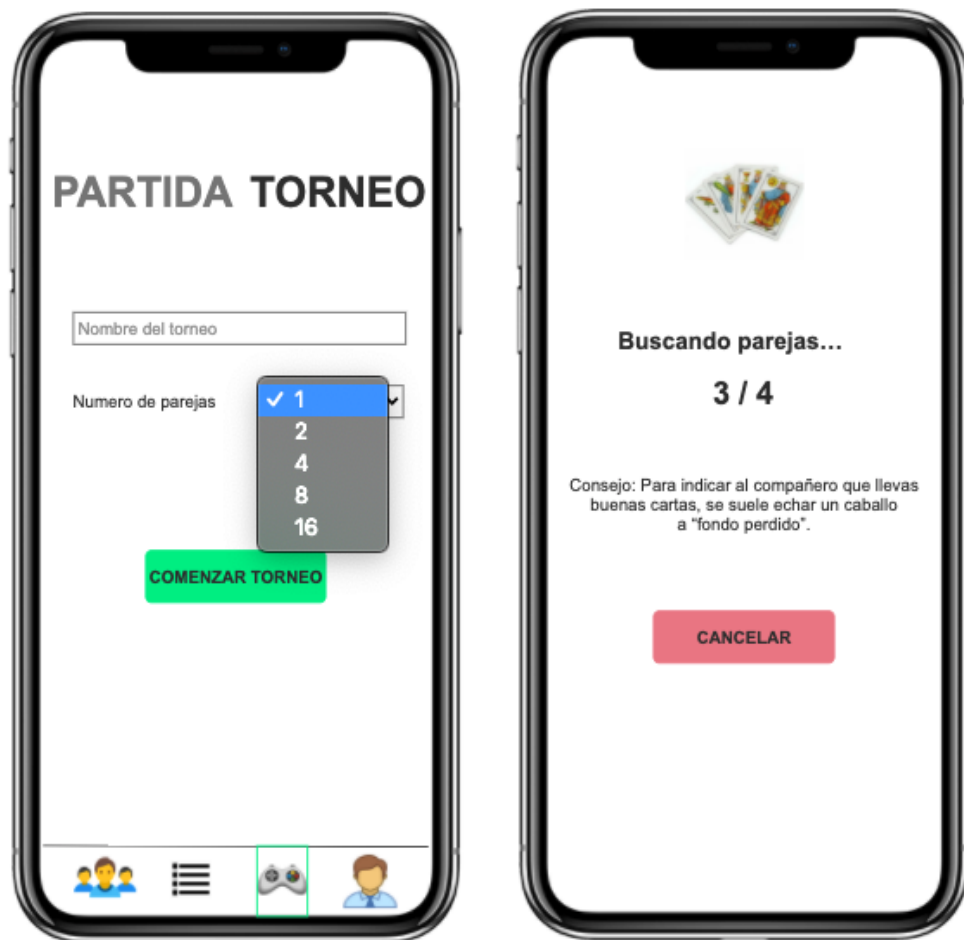 PARTIDA TORNEO
Nombre del torneo
Numero de parejas
✓ 1
2
4
8
16
COMENZAR TORNEO
Buscando parejas...
3 / 4
Consejo: Para indicar al compañero que llevas
buenas cartas, se suele echar un caballo
a “fondo perdido”.
CANCELAR